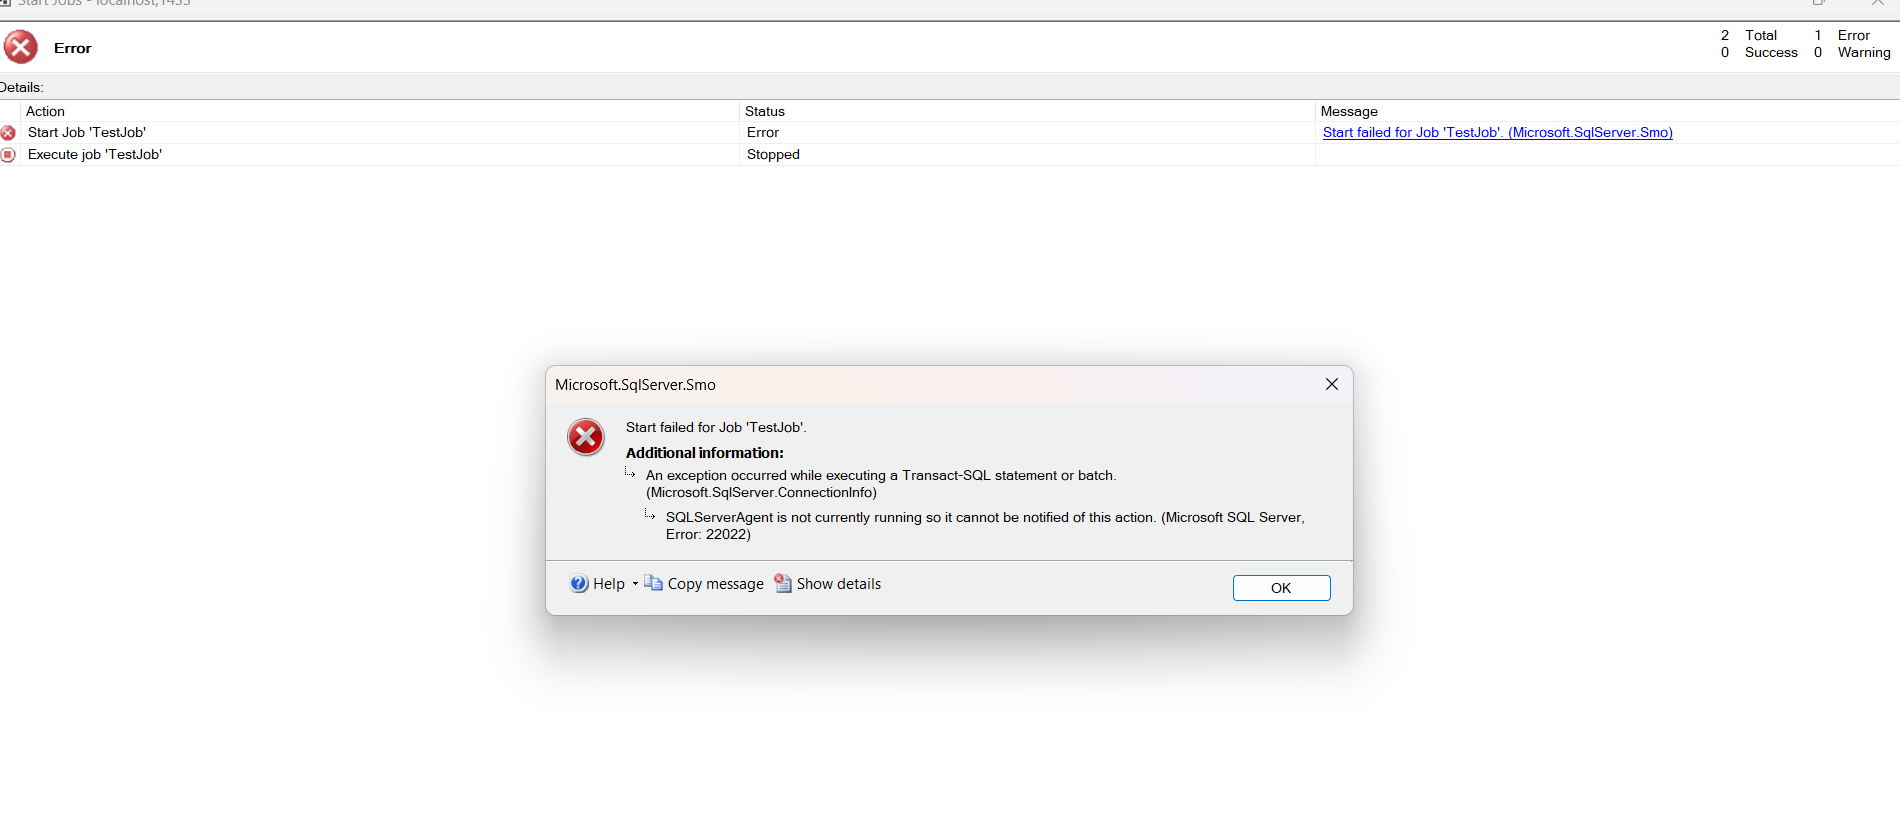 Start Jobs - localhost,1433
Error
2 Total 1 Error
0 Success 0 Warning
Details:
Action Status Message
Start Job 'TestJob' Error Start failed for Job 'TestJob'. (Microsoft.SqlServer.Smo)
Execute job 'TestJob' Stopped
Microsoft.SqlServer.Smo
Start failed for Job 'TestJob'.
Additional information:
An exception occurred while executing a Transact-SQL statement or batch.
(Microsoft.SqlServer.ConnectionInfo)
SQLServerAgent is not currently running so it cannot be notified of this action. (Microsoft SQL Server,
Error: 22022)
Help Copy message Show details OK